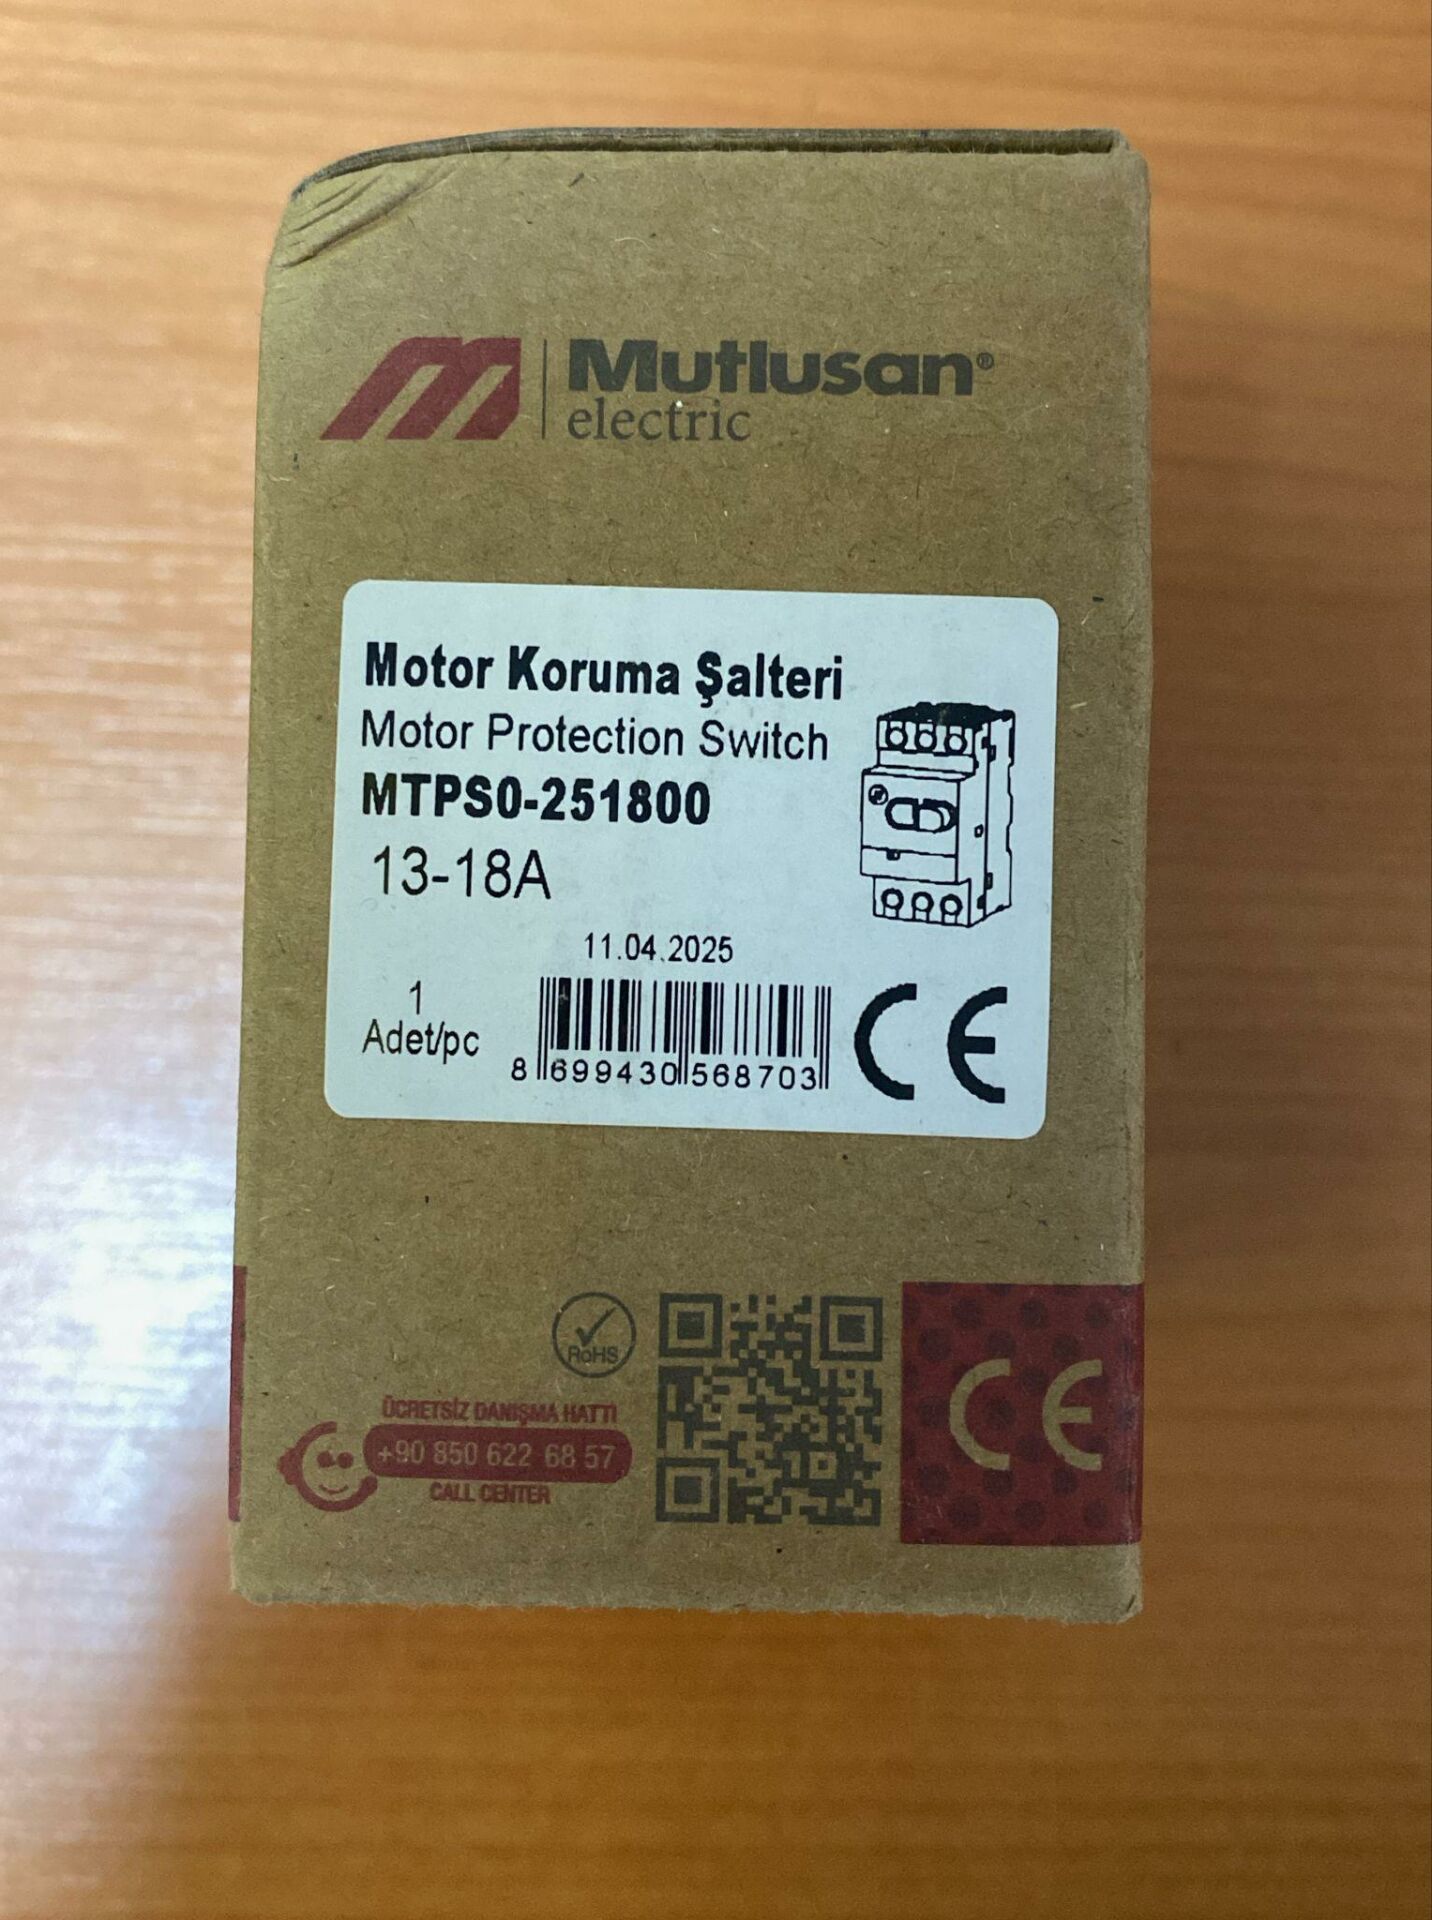 Mutlusan®
electric
Motor Koruma Şalteri
Motor Protection Switch
MTPS0-251800
13-18A
11.04.2025
1
Adet/pc
8 699430 568703
CE
RoHS
ÜCRETSİZ DANIŞMA HATTI
+90 850 622 68 57
CALL CENTER
CE